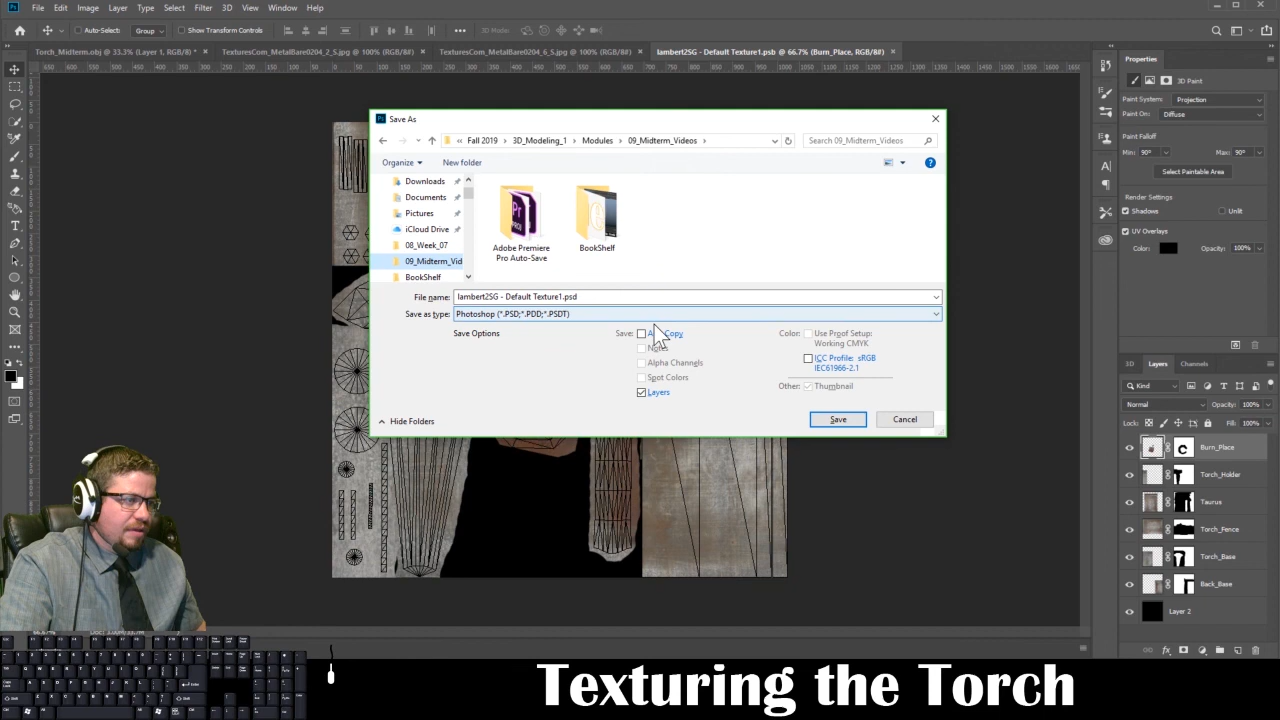 File Edit Image Layer Type Select Filter 3D View Window Help
Auto-Select: Group Show Transform Controls 3D Mode:
Torch_Midterm.obj @ 33.3% (Layer 1, RGB/8) * × TexturesCom_MetalBare0204_2_S.jpg @ 100% (RGB/8#) × TexturesCom_MetalBare0204_6_S.jpg @ 100% (RGB/8#) × lambert2SG - Default Texture1.psb @ 66.7% (Burn_Place, RGB/8#) ×
Save As
« Fall 2019 > 3D_Modeling_1 > Modules > 09_Midterm_Videos >
Search 09_Midterm_Videos
Organize New folder
Downloads
Documents
Pictures
iCloud Drive
08_Week_07
09_Midterm_Vid
BookShelf
Adobe Premiere
Pro Auto-Save
BookShelf
File name: lambert2SG - Default Texture1.psd
Save as type: Photoshop (*.PSD;*.PDD;*.PSDT)
Save Options
Save: Copy
Alpha Channels
Spot Colors
Layers
Color: Use Proof Setup:
Working CMYK
ICC Profile: sRGB
IEC61966-2.1
Other: Thumbnail
Hide Folders
Save Cancel
Properties
3D Paint
Paint System: Projection
Paint On: Diffuse
Paint Falloff
Min: 90° Max: 90°
Select Paintable Area
Render Settings
Shadows Unlit
UV Overlays
Color: Opacity: 100%
3D Layers Channels
Kind
Normal Opacity: 100%
Lock: Fill: 100%
Burn_Place
Torch_Holder
Taurus
Torch_Fence
Torch_Base
Back_Base
Layer 2
Texturing the Torch